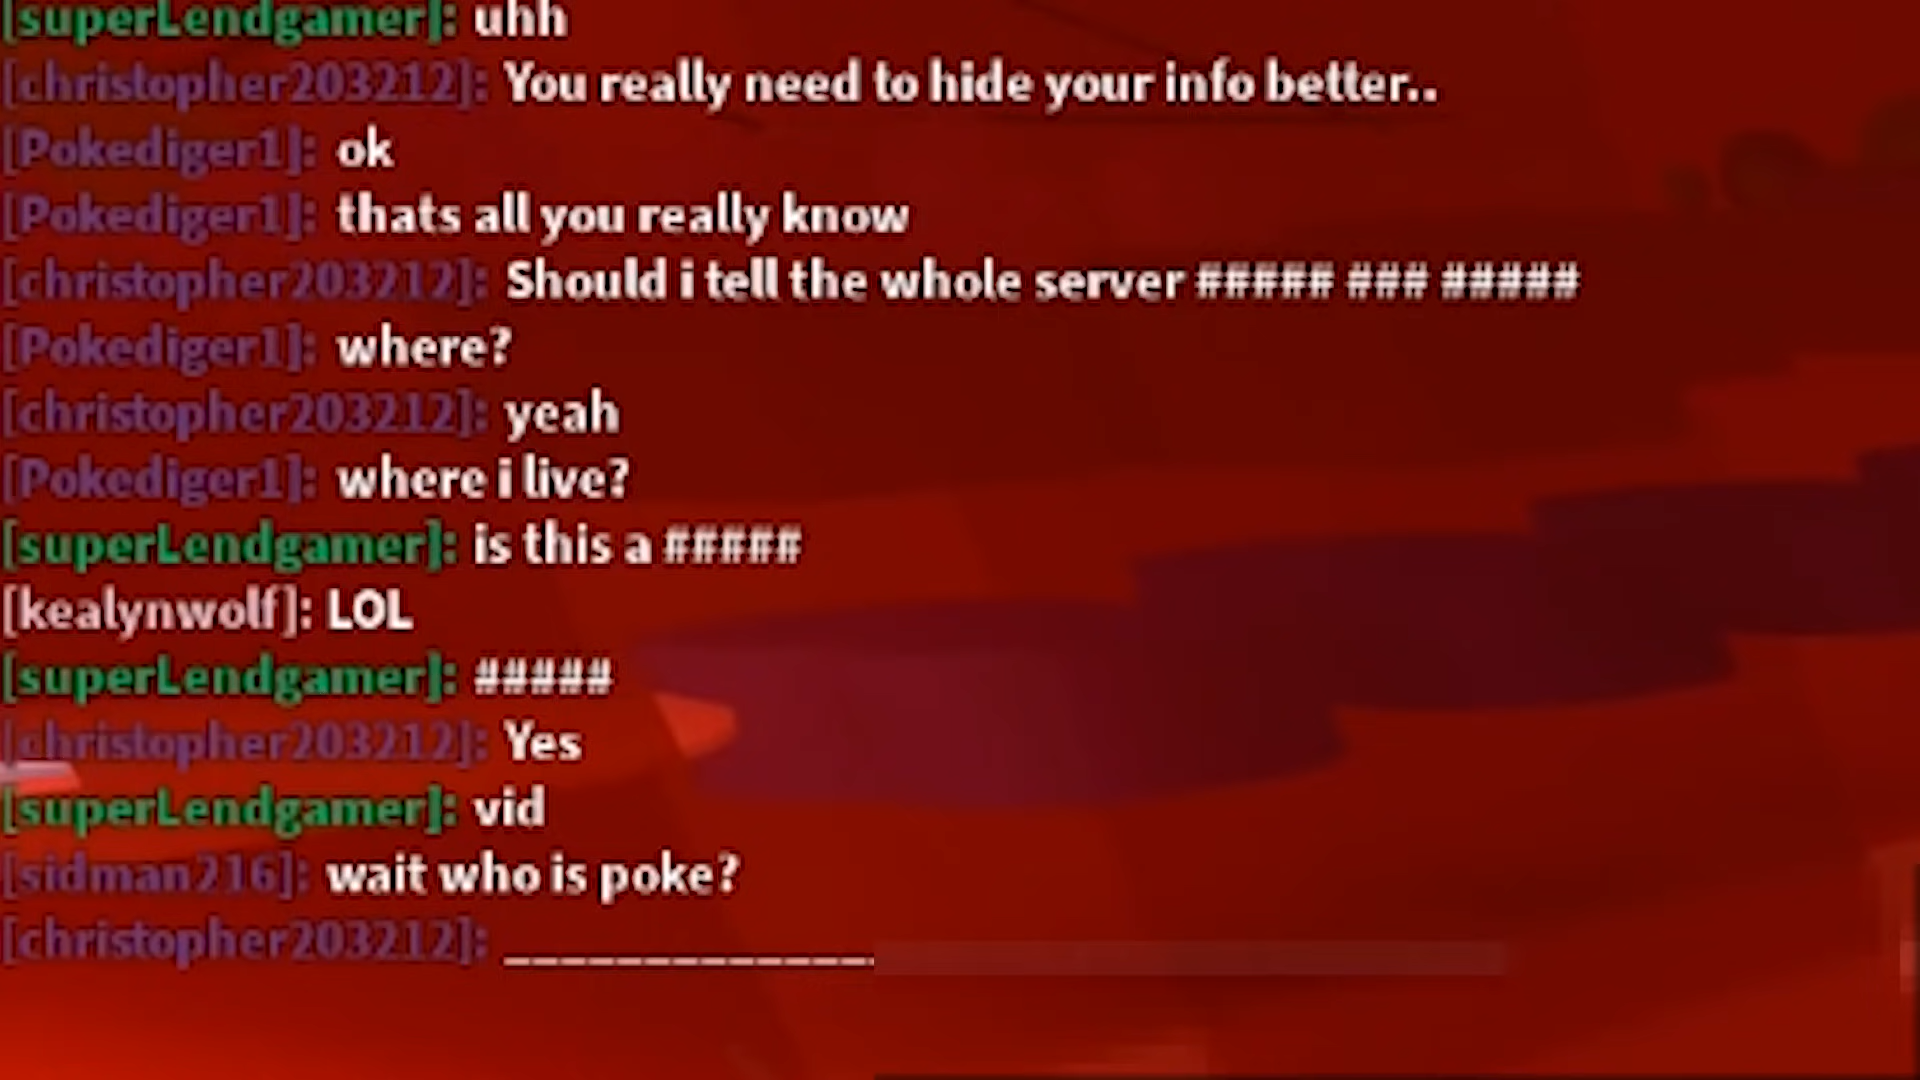 [superLendgamer]: uhh
[christopher203212]: You really need to hide your info better..
[Pokediger1]: ok
[Pokediger1]: thats all you really know
[christopher203212]: Should i tell the whole server ##### ### #####
[Pokediger1]: where?
[christopher203212]: yeah
[Pokediger1]: where i live?
[superLendgamer]: is this a #####
[kealynwolf]: LOL
[superLendgamer]: #####
[christopher203212]: Yes
[superLendgamer]: vid
[sidman216]: wait who is poke?
[christopher203212]: _____________